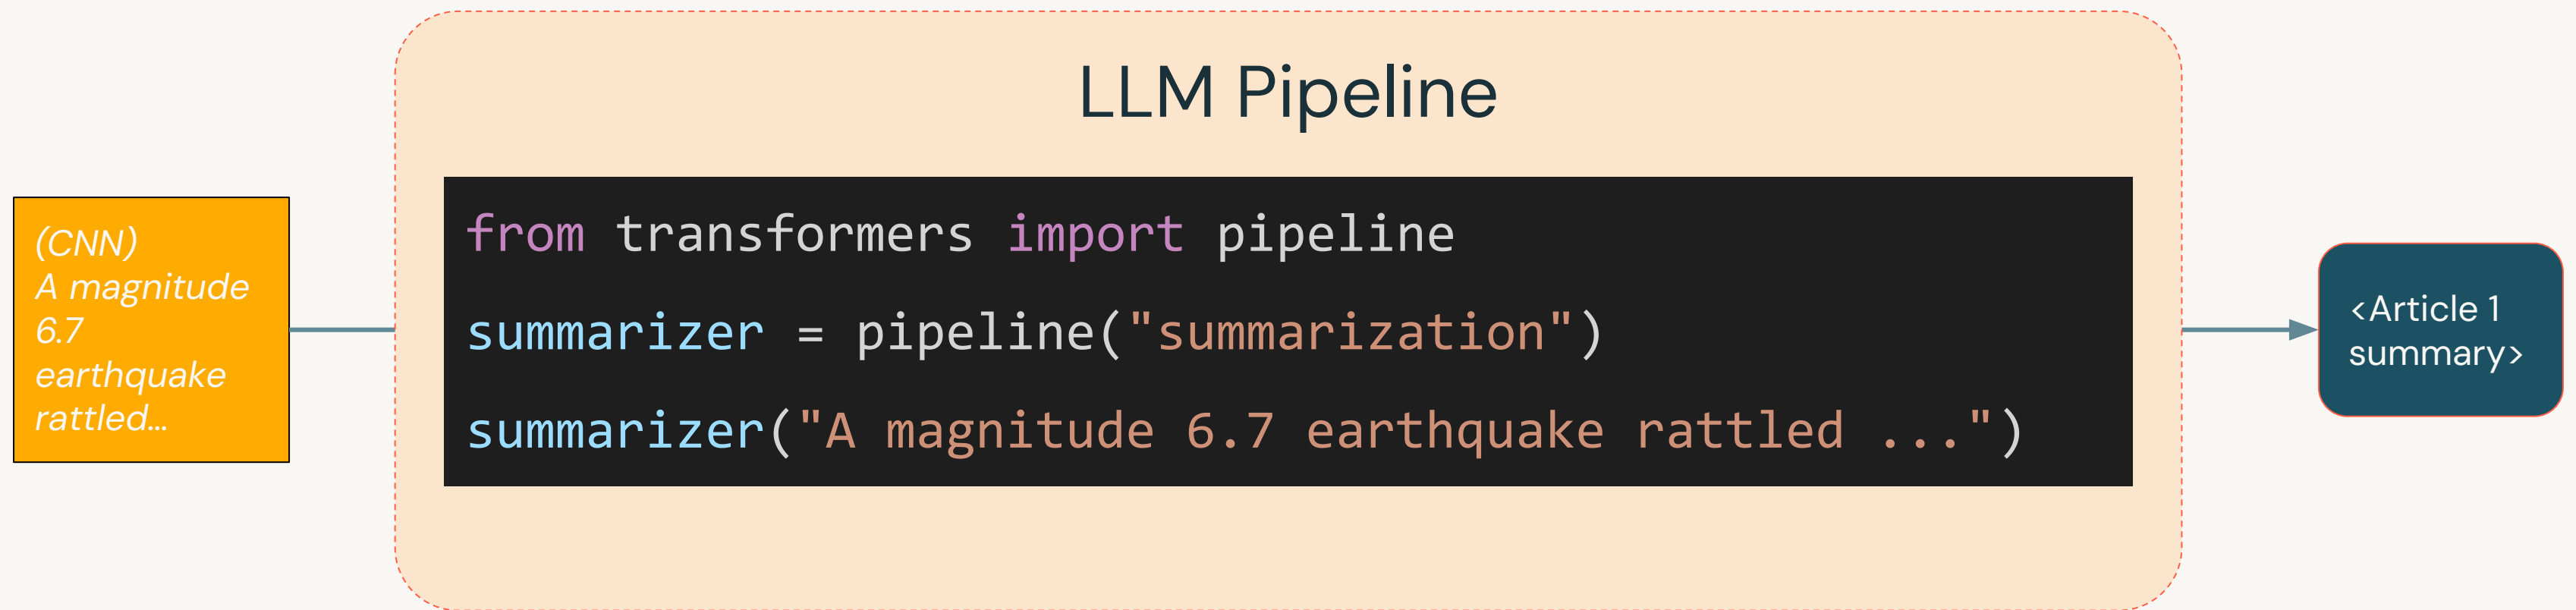 LLM Pipeline
(CNN)
A magnitude
6.7
earthquake
rattled...
from transformers import pipeline
summarizer = pipeline("summarization")
summarizer("A magnitude 6.7 earthquake rattled ...")
<Article 1
summary>